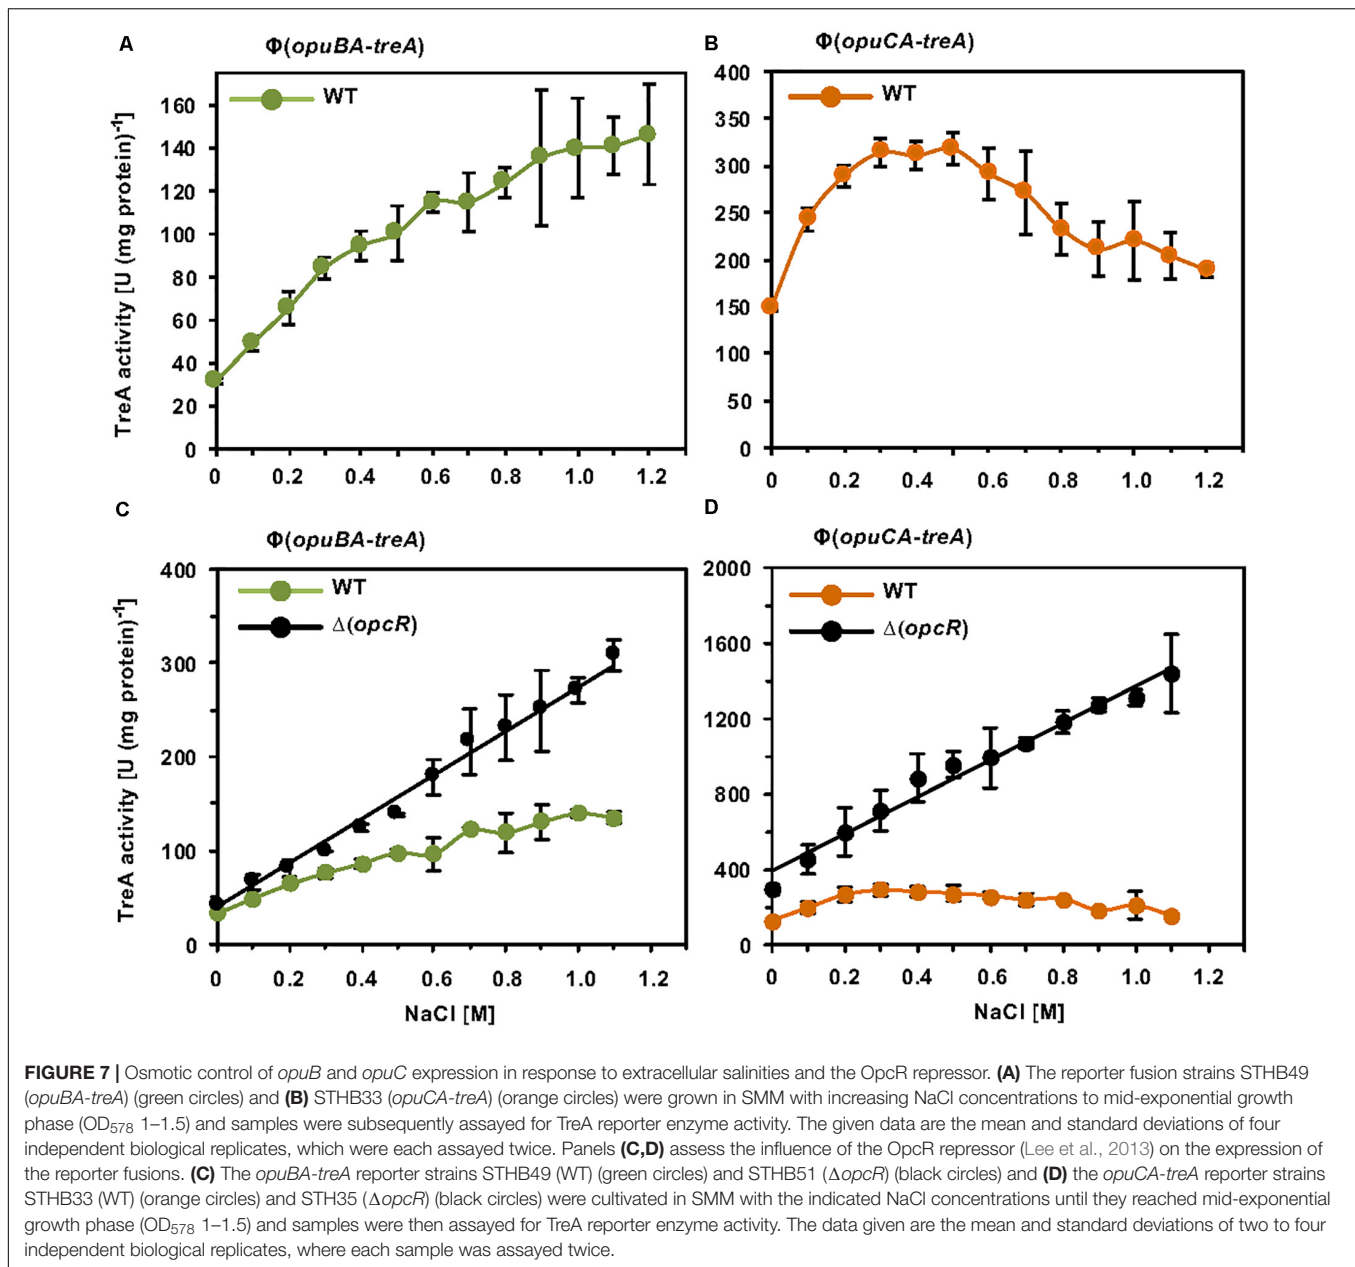 A
Φ(opuBA-treA)
WT
TreA activity [U (mg protein)-1]
160
140
120
100
80
60
40
20
0
0 0.2 0.4 0.6 0.8 1.0 1.2
B
Φ(opuCA-treA)
WT
400
350
300
250
200
150
100
50
0
0 0.2 0.4 0.6 0.8 1.0 1.2
C
Φ(opuBA-treA)
WT
Δ(opcR)
TreA activity [U (mg protein)-1]
400
300
200
100
0
0 0.2 0.4 0.6 0.8 1.0 1.2
NaCl [M]
D
Φ(opuCA-treA)
WT
Δ(opcR)
2000
1600
1200
800
400
0
0 0.2 0.4 0.6 0.8 1.0 1.2
NaCl [M]
FIGURE 7 | Osmotic control of opuB and opuC expression in response to extracellular salinities and the OpcR repressor. (A) The reporter fusion strains STHB49
(opuBA-treA) (green circles) and (B) STHB33 (opuCA-treA) (orange circles) were grown in SMM with increasing NaCl concentrations to mid-exponential growth
phase (OD578 1–1.5) and samples were subsequently assayed for TreA reporter enzyme activity. The given data are the mean and standard deviations of four
independent biological replicates, which were each assayed twice. Panels (C,D) assess the influence of the OpcR repressor (Lee et al., 2013) on the expression of
the reporter fusions. (C) The opuBA-treA reporter strains STHB49 (WT) (green circles) and STHB51 (ΔopcR) (black circles) and (D) the opuCA-treA reporter strains
STHB33 (WT) (orange circles) and STH35 (ΔopcR) (black circles) were cultivated in SMM with the indicated NaCl concentrations until they reached mid-exponential
growth phase (OD578 1–1.5) and samples were then assayed for TreA reporter enzyme activity. The data given are the mean and standard deviations of two to four
independent biological replicates, where each sample was assayed twice.